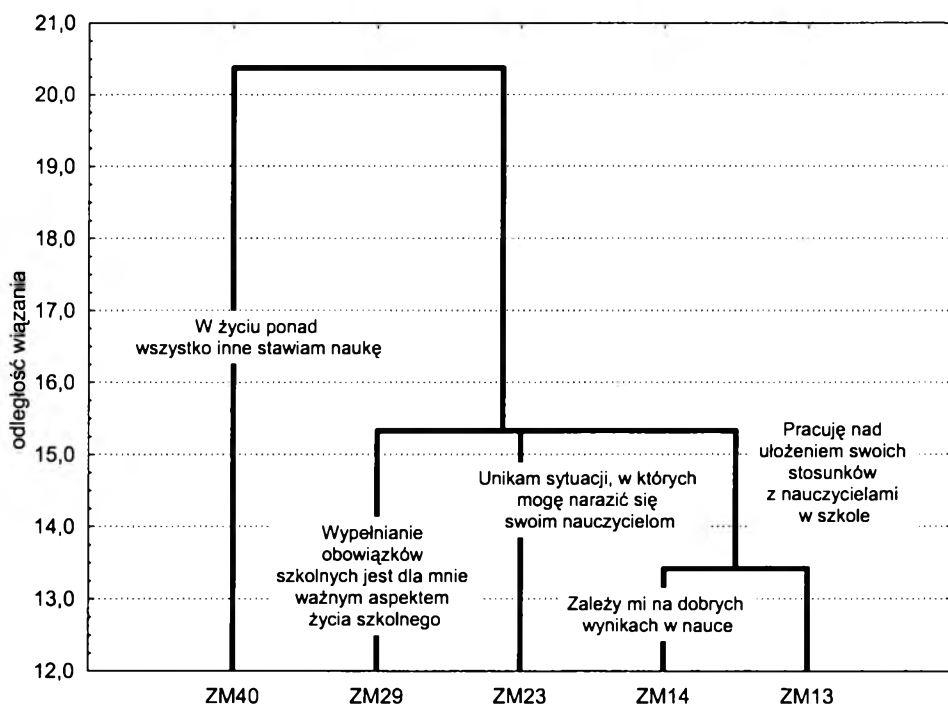 21,0
20,0
19,0
18,0
17,0
16,0
15,0
14,0
13,0
12,0
odległość wiązania
W życiu ponad
wszystko inne stawiam naukę
Wypełnianie
obowiązków
szkolnych jest dla mnie
ważnym aspektem
życia szkolnego
Unikam sytuacji, w których
mogę narazić się
swoim nauczycielom
Zależy mi na dobrych
wynikach w nauce
Pracuję nad
ułożeniem swoich
stosunków
z nauczycielami
w szkole
ZM40
ZM29
ZM23
ZM14
ZM13